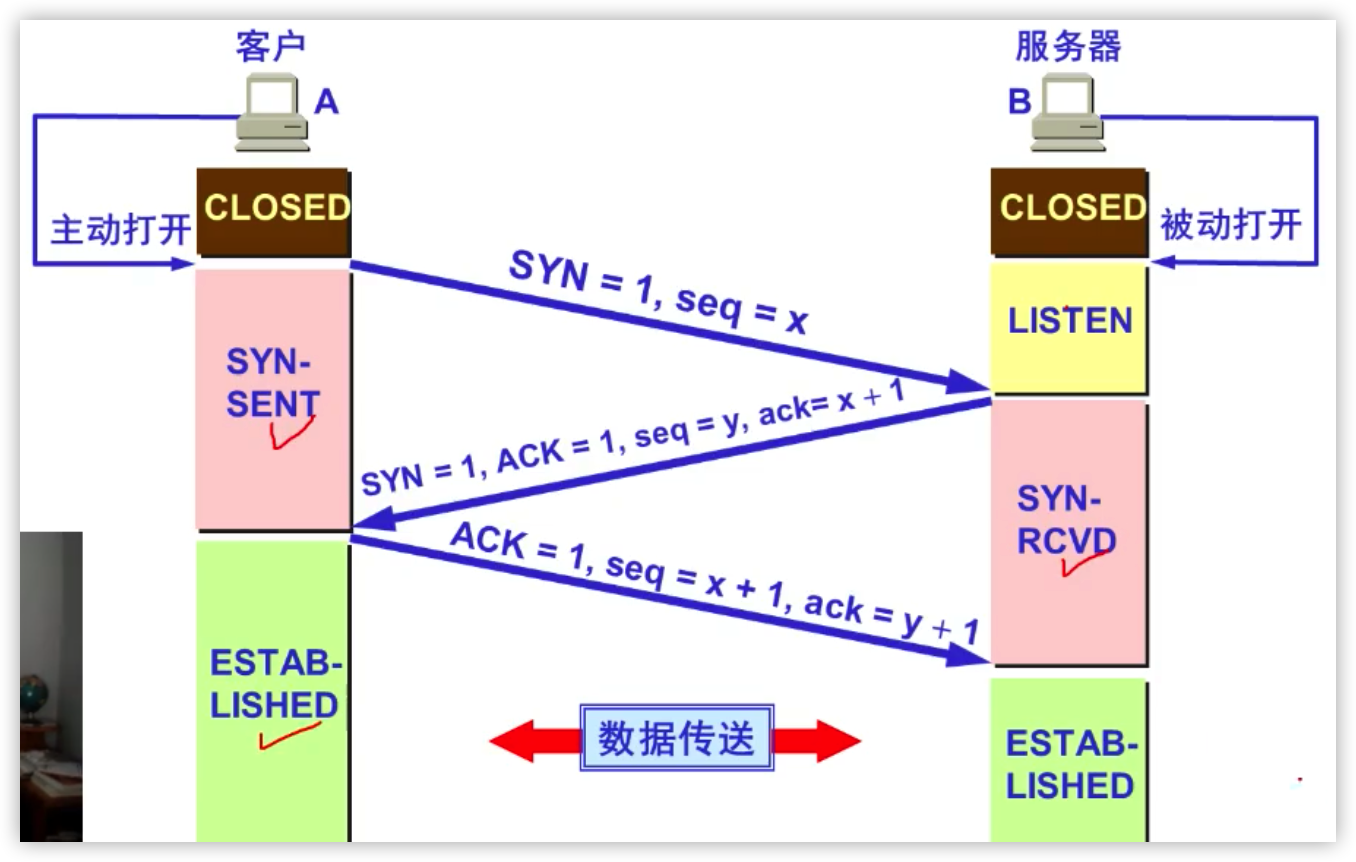 客户
服务器
A
B
CLOSED
CLOSED
主动打开
被动打开
SYN = 1, seq = x
LISTEN
SYN-
SENT
SYN = 1, ACK = 1, seq = y, ack= x + 1
ACK = 1, seq = x + 1, ack = y + 1
SYN-
RCVD
ESTAB-
LISHED
数据传送
ESTAB-
LISHED